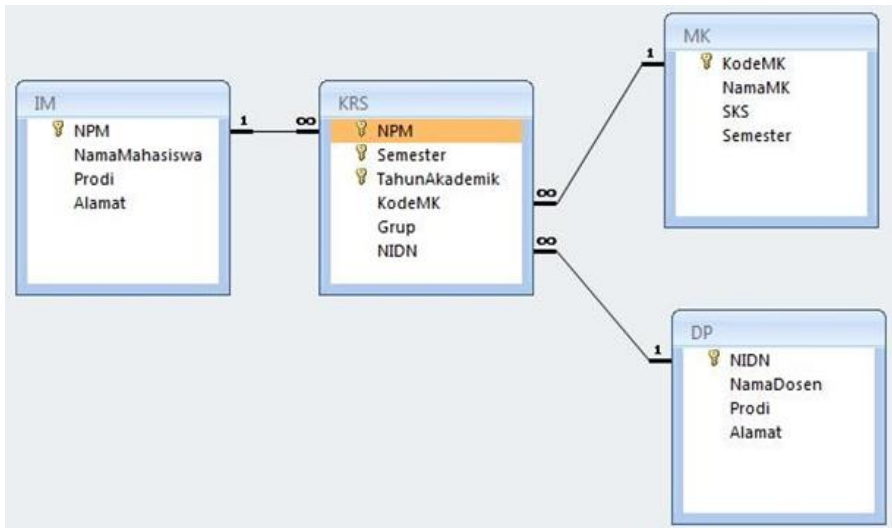 IM
NPM
NamaMahasiswa
Prodi
Alamat
1
∞
KRS
NPM
Semester
TahunAkademik
KodeMK
Grup
NIDN
∞
1
MK
KodeMK
NamaMK
SKS
Semester
∞
1
DP
NIDN
NamaDosen
Prodi
Alamat